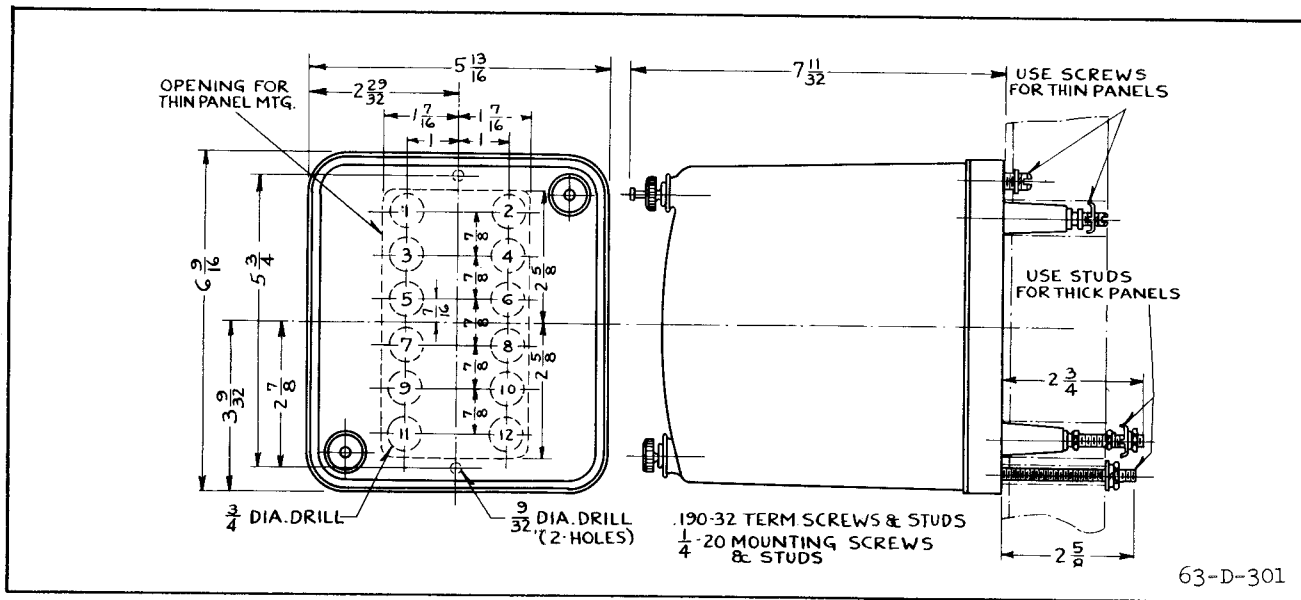 5 13/16
7 11/32
OPENING FOR
THIN PANEL MTG.
2 29/32
1 7/16
1 7/16
1
1
USE SCREWS
FOR THIN PANELS
6 9/16
5 3/4
3 9/32
2 7/8
1
2
3
4
5
6
7
8
9
10
11
12
7/8
7/8
7/8
7/8
7/8
7/16
2 5/8
2 5/8
USE STUDS
FOR THICK PANELS
2 3/4
3/4 DIA. DRILL
9/32 DIA. DRILL
(2-HOLES)
.190-32 TERM. SCREWS & STUDS
1/4-20 MOUNTING SCREWS
& STUDS
2 5/8
63-D-301